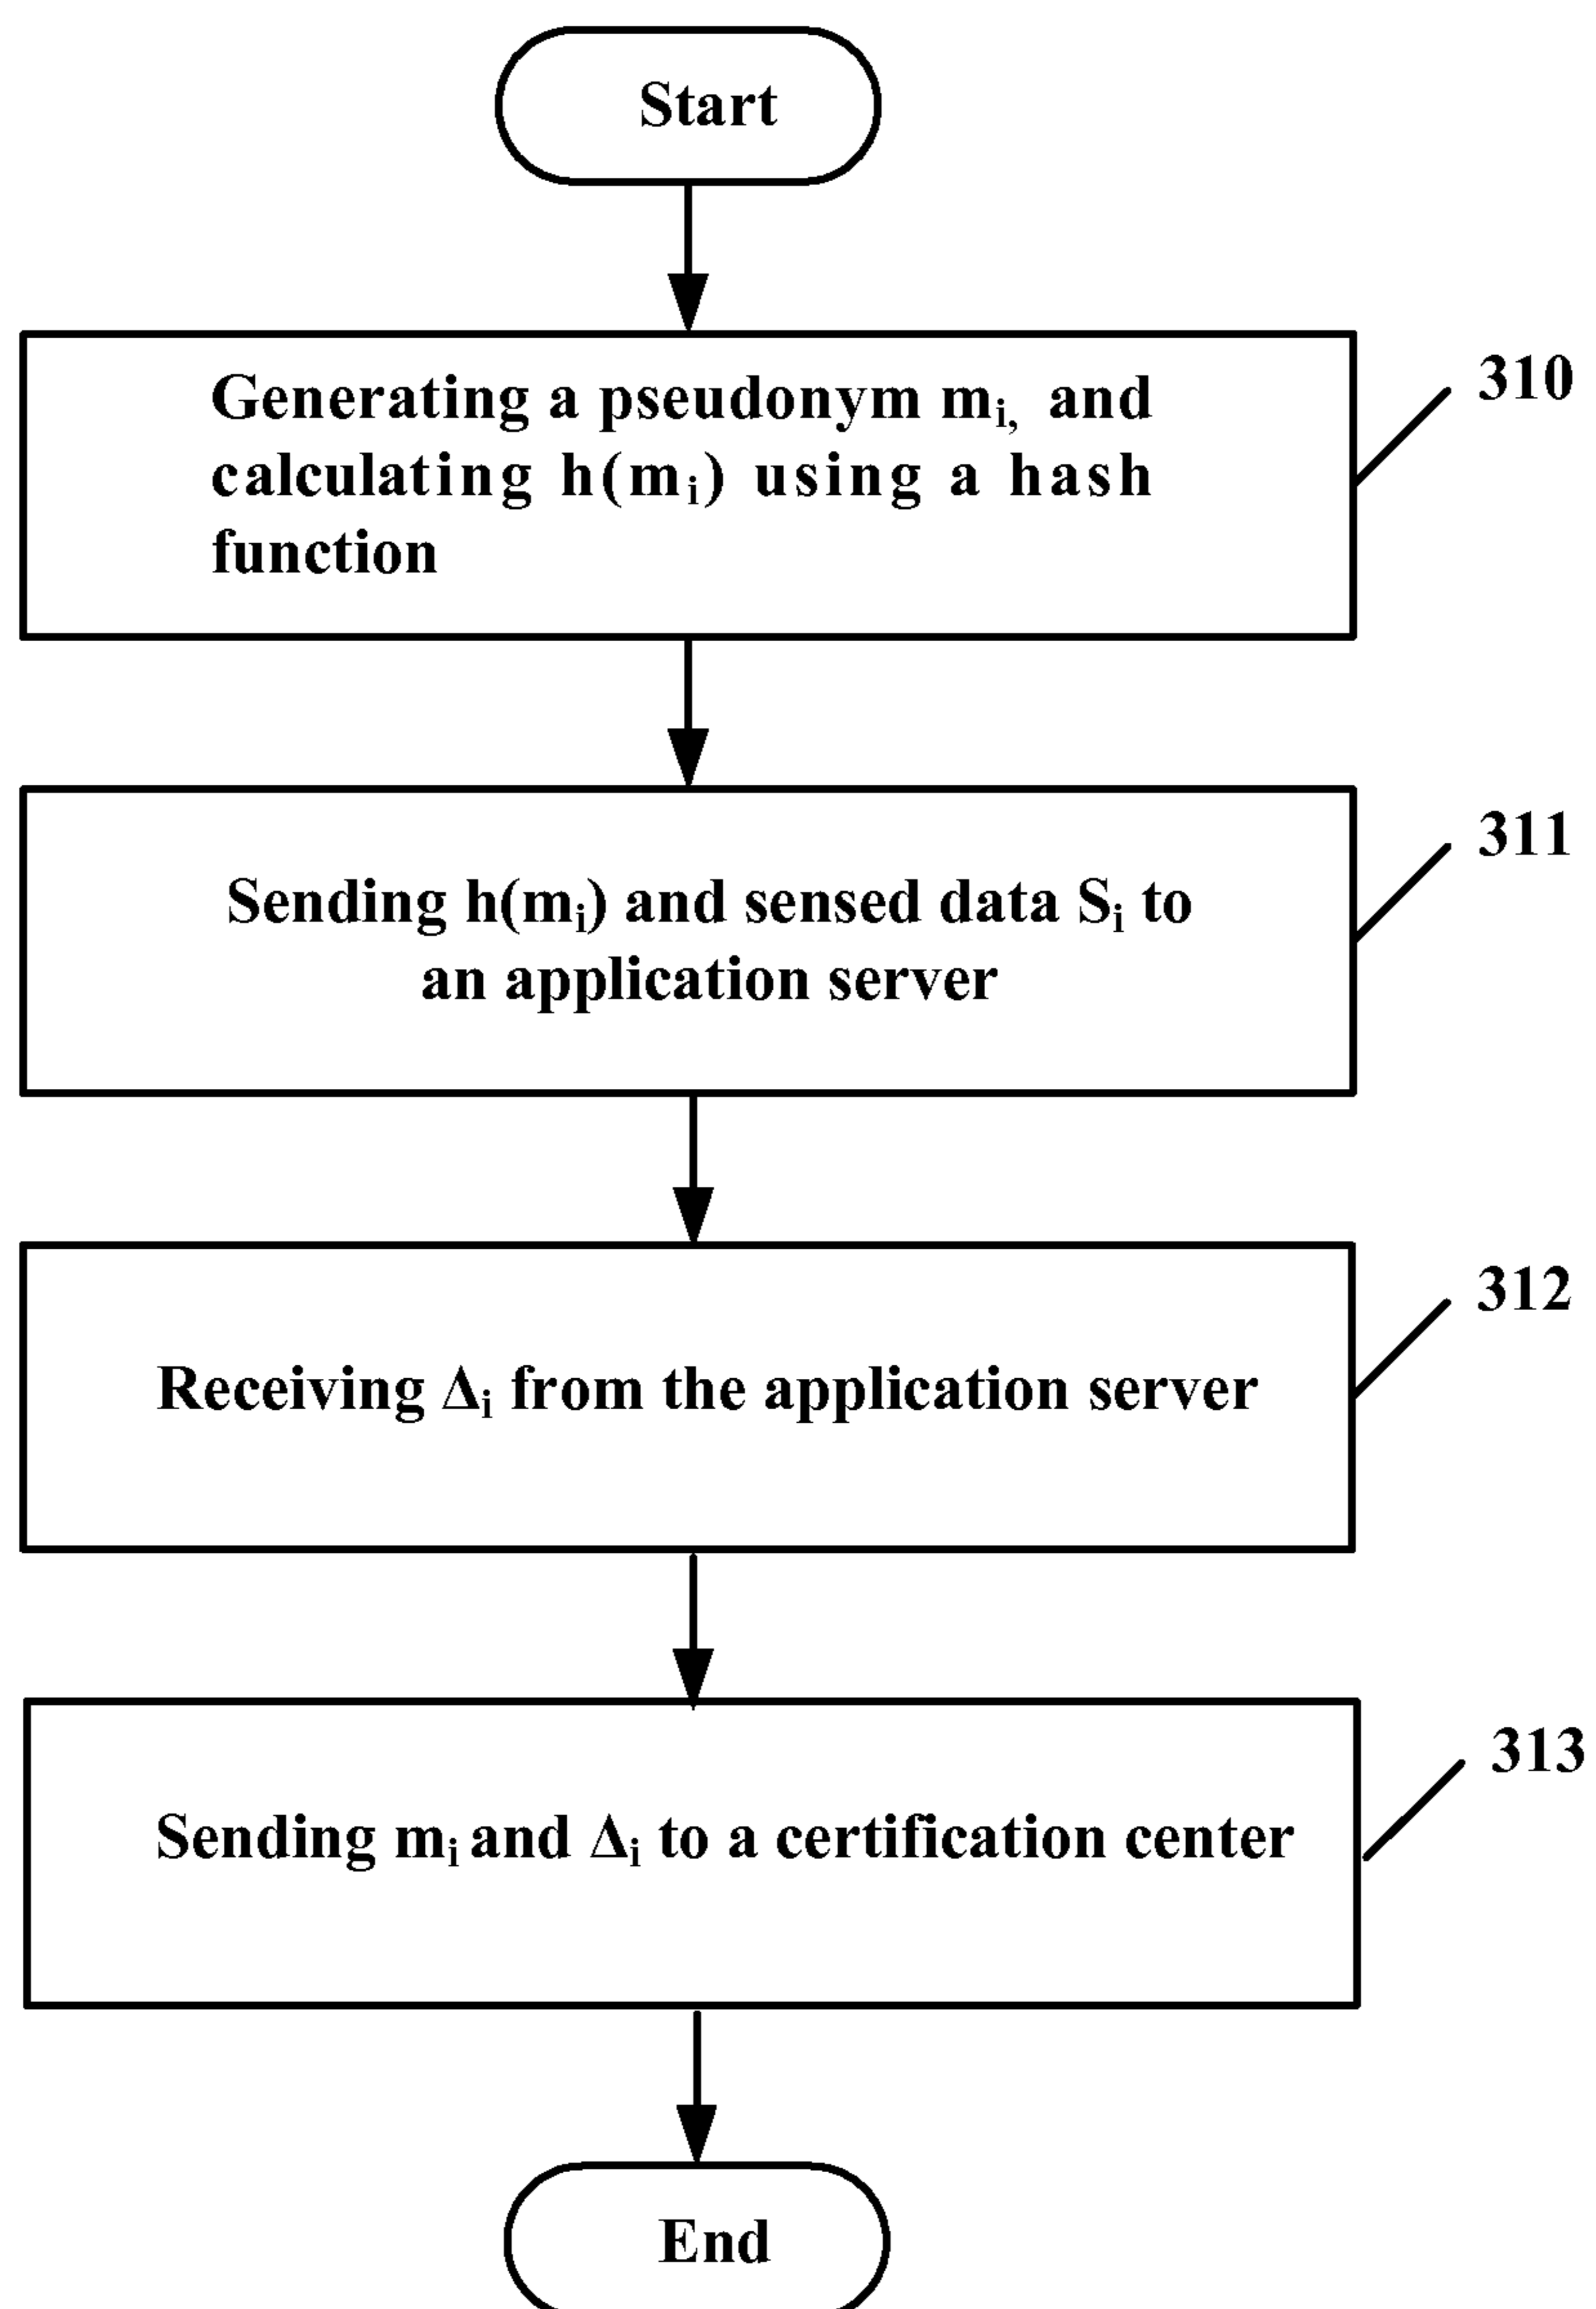 Start
Generating a pseudonym mᵢ, and
calculating h(mᵢ) using a hash
function
310
Sending h(mᵢ) and sensed data Sᵢ to
an application server
311
Receiving Δᵢ from the application server
312
Sending mᵢ and Δᵢ to a certification center
313
End